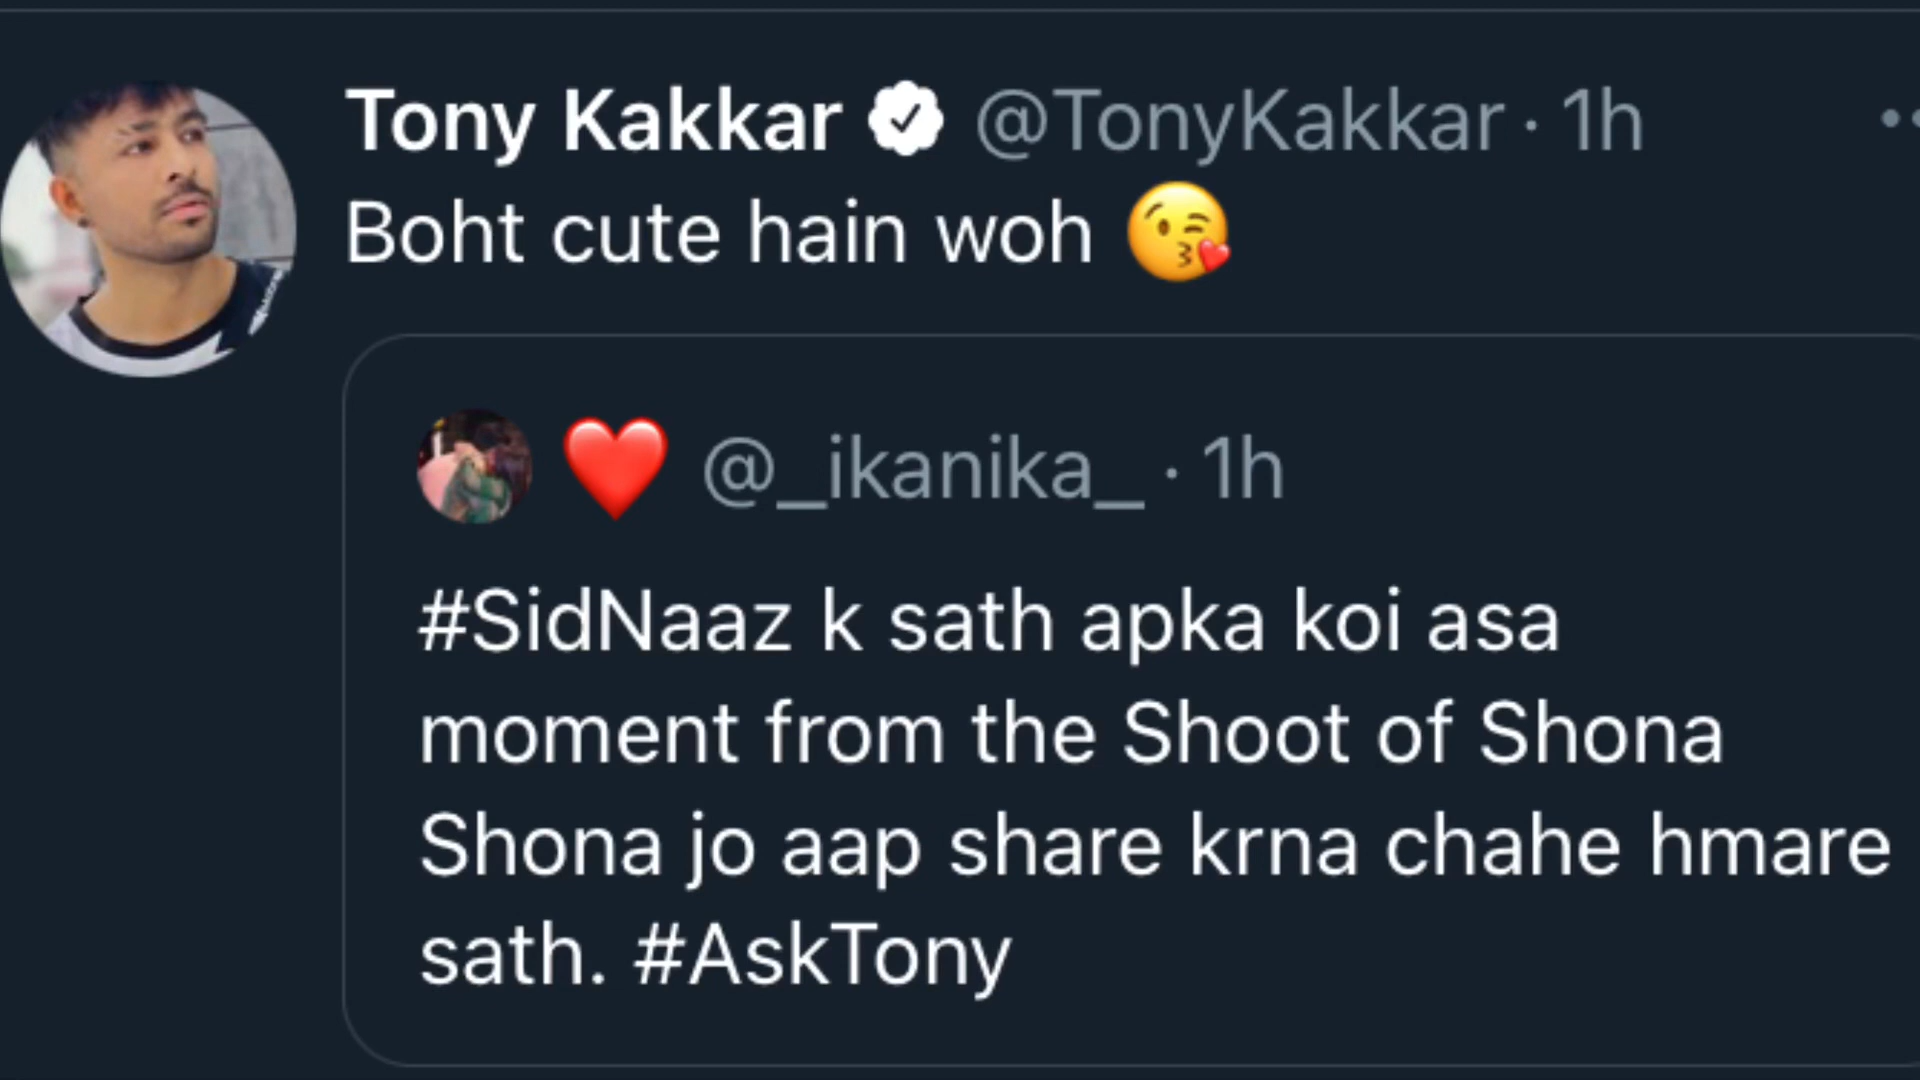 Tony Kakkar @TonyKakkar · 1h
Boht cute hain woh 😘
❤️ @_ikanika_ · 1h
#SidNaaz k sath apka koi asa
moment from the Shoot of Shona
Shona jo aap share krna chahe hmare
sath. #AskTony